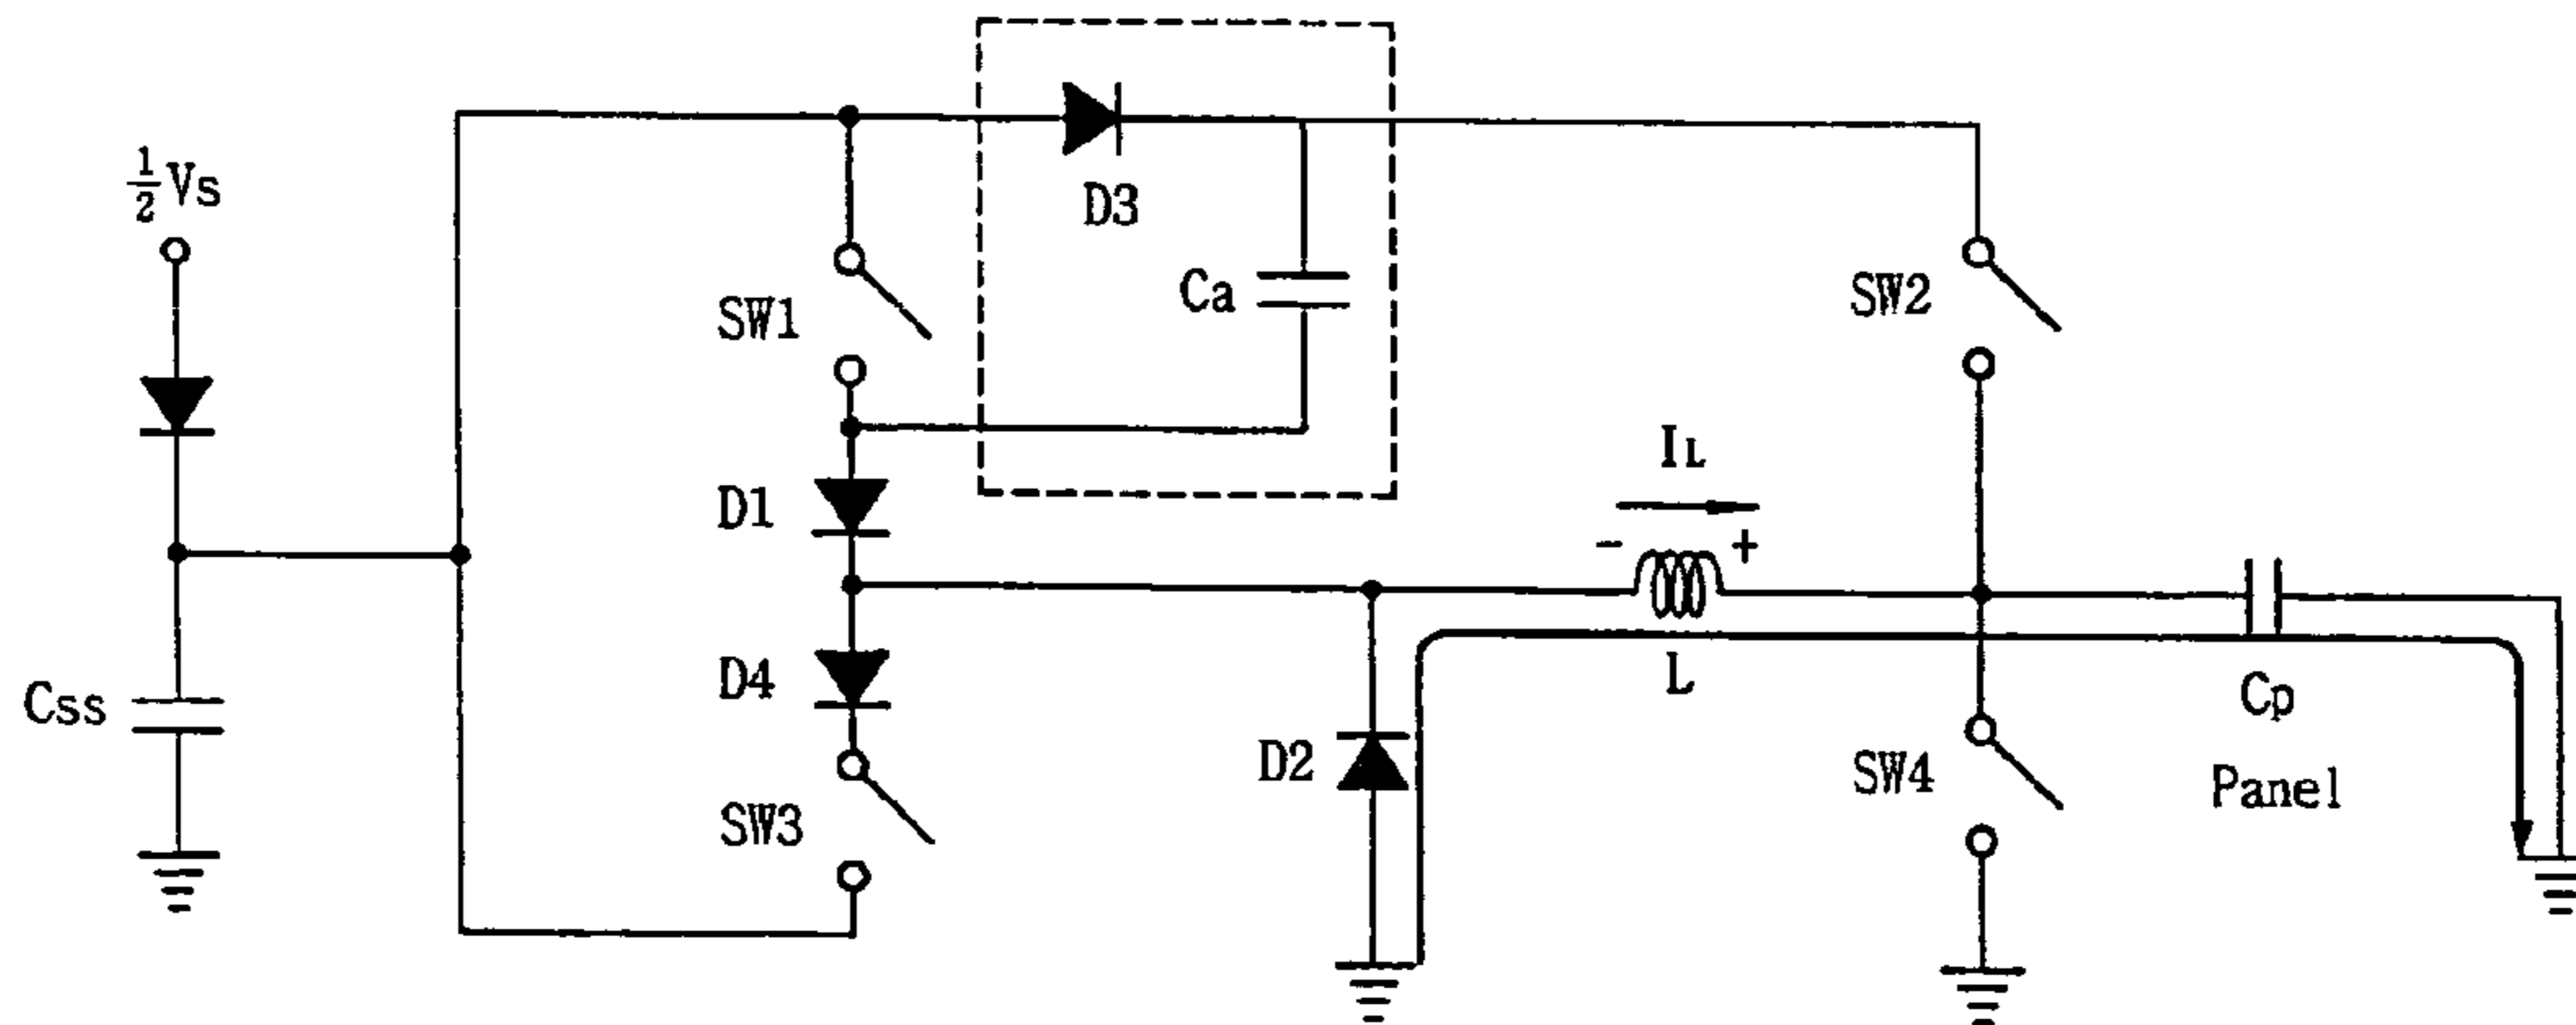 ½Vs
D3
SW1
Ca
SW2
D1
IL
- +
D4
L
Css
Cp
D2
SW3
SW4
Panel